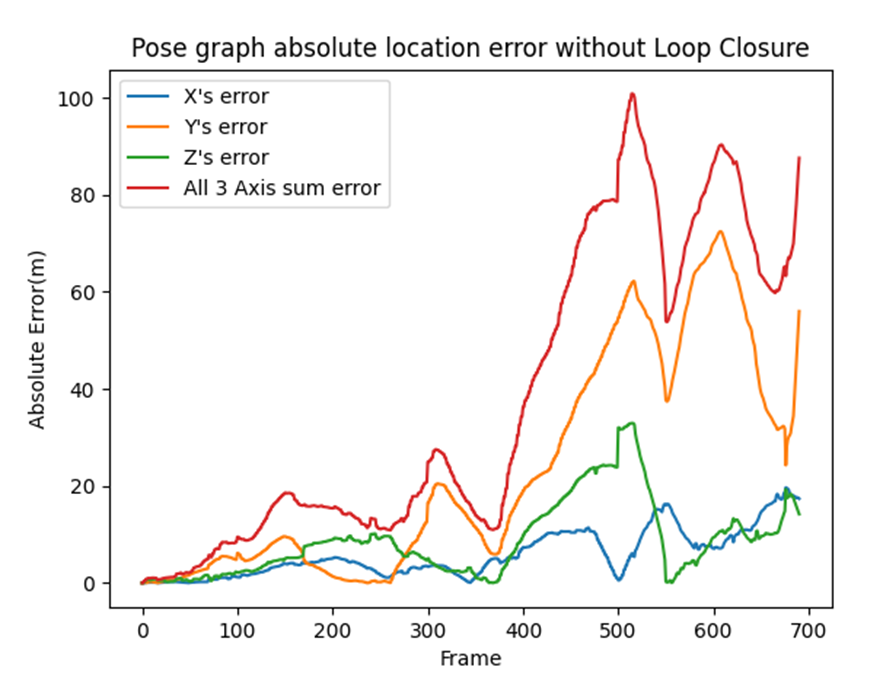 Pose graph absolute location error without Loop Closure
X's error
Y's error
Z's error
All 3 Axis sum error
Absolute Error(m)
100
80
60
40
20
0
0 100 200 300 400 500 600 700
Frame